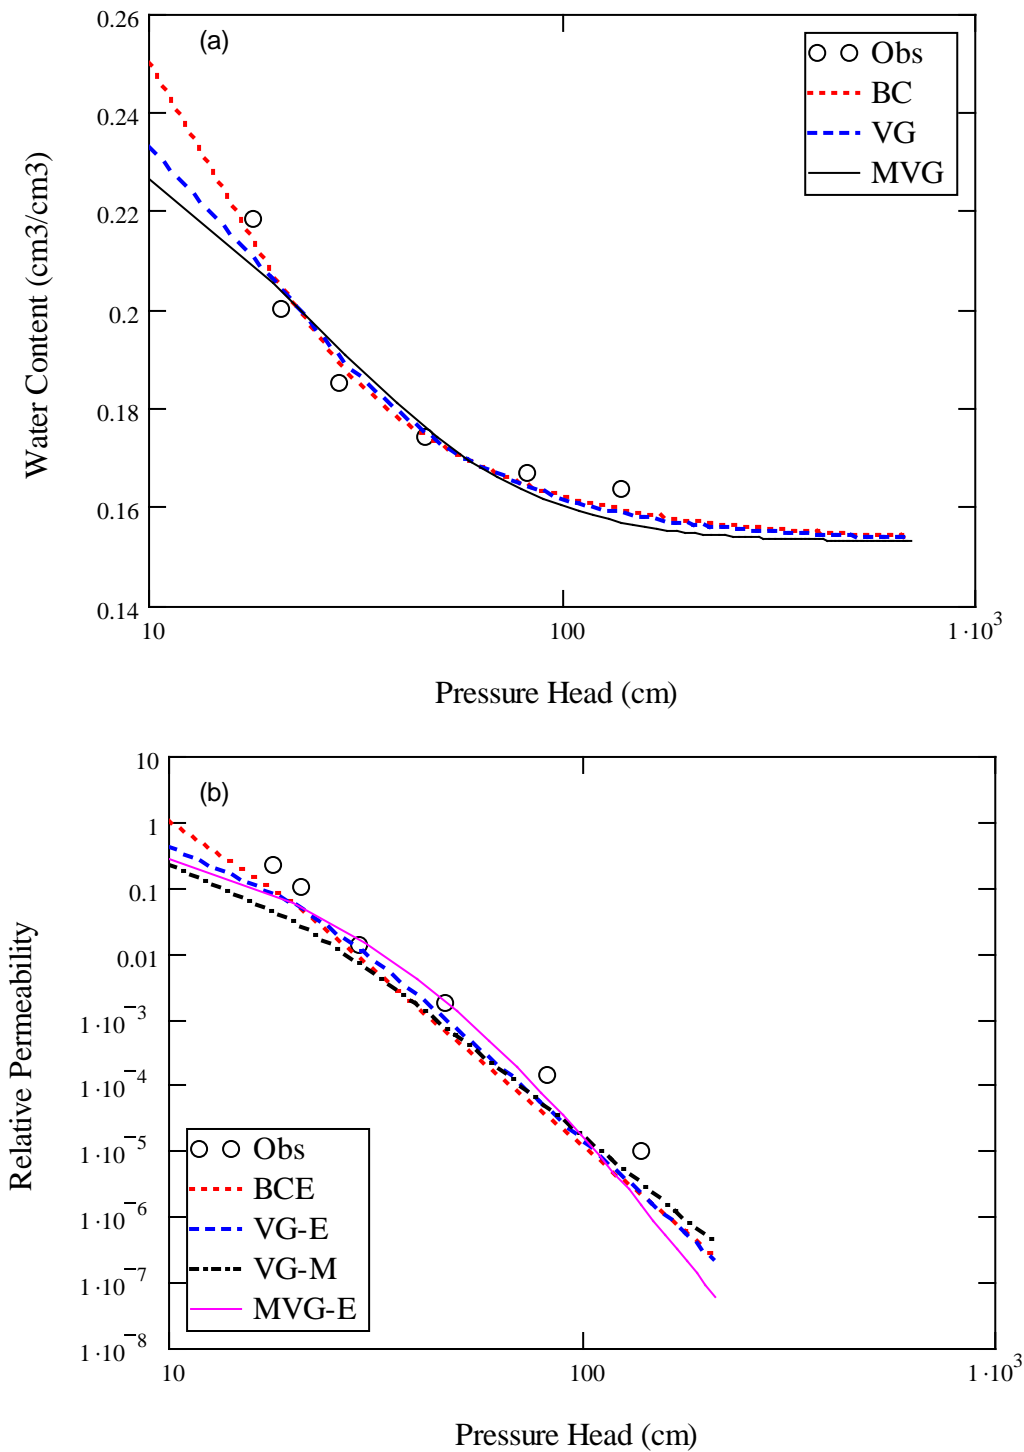 0.26
(a)
Obs
BC
VG
MVG
0.24
0.22
0.2
0.18
0.16
0.14
Water Content (cm3/cm3)
10
100
1·10³
Pressure Head (cm)
10
(b)
1
0.1
0.01
1·10⁻³
1·10⁻⁴
1·10⁻⁵
1·10⁻⁶
1·10⁻⁷
1·10⁻⁸
Relative Permeability
Obs
BCE
VG-E
VG-M
MVG-E
10
100
1·10³
Pressure Head (cm)